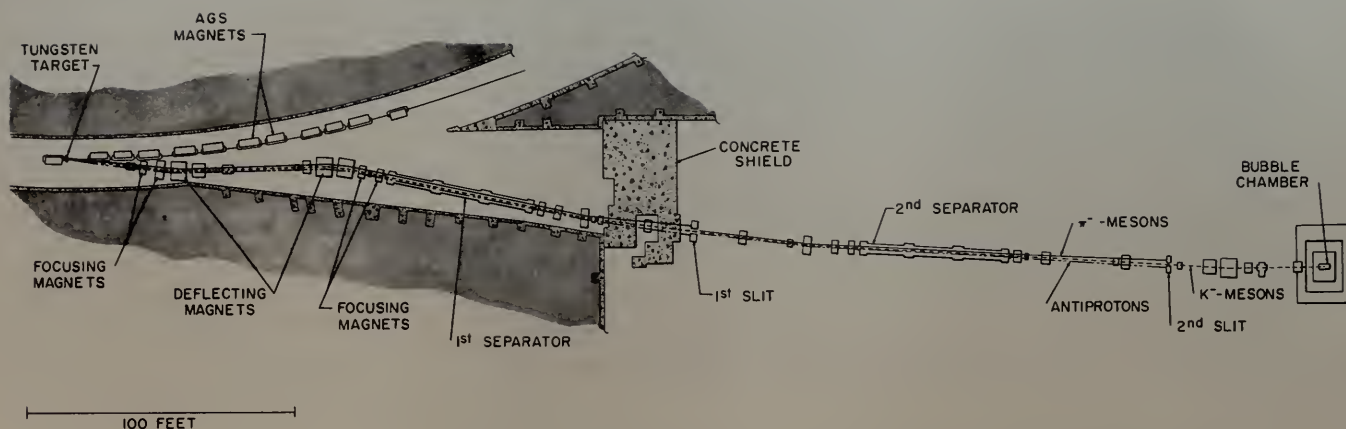 AGS
MAGNETS
TUNGSTEN
TARGET
CONCRETE
SHIELD
BUBBLE
CHAMBER
2nd SEPARATOR
π⁻ -MESONS
FOCUSING
MAGNETS
DEFLECTING
MAGNETS
FOCUSING
MAGNETS
1st SEPARATOR
1st SLIT
ANTIPROTONS
K⁻-MESONS
2nd SLIT
100 FEET